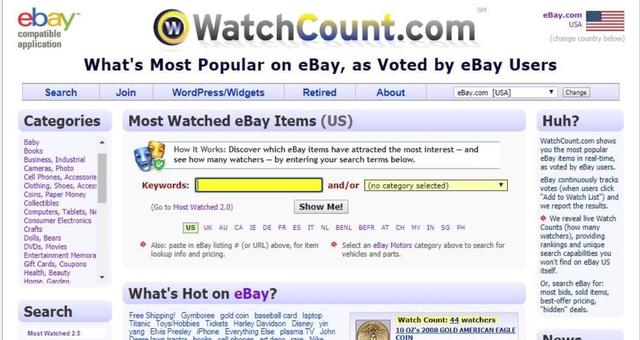 ebay
compatible
application
WatchCount.com
SM
eBay.com
USA
(change country below)
What's Most Popular on eBay, as Voted by eBay Users
Search
Join
WordPress/Widgets
Retired
About
eBay.com [USA]
Change
Categories
Baby
Books
Business, Industrial
Cameras, Photo
Cell Phones, Accessorie
Clothing, Shoes, Access
Coins, Paper Money
Collectibles
Computers, Tablets, Ne
Consumer Electronics
Crafts
Dolls, Bears
DVDs, Movies
Entertainment Memora
Gift Cards, Coupons
Health, Beauty
Home, Garden
Search
Most Watched 2.0
Most Watched eBay Items (US)
How It Works: Discover which eBay items have attracted the most interest – and
see how many watchers – by entering your search terms below.
Keywords:
and/or
(no category selected)
(Go to Most Watched 2.0)
Show Me!
US UK AU CA IE DE FR ES IT NL BENL BEFR AT CH MY IN SG PH
Also: paste in eBay listing # (or URL) above, for item
lookup info and pricing.
Select an eBay Motors category above to search for
vehicles and parts.
What's Hot on eBay?
Free Shipping! Gymboree gold coin baseball card laptop
Titanic Toys/Hobbies Tickets Harley Davidson Disney yin
yang Elvis Presley iPhone Everything Else plasma TV John
Deere lawn tractor books cell phones art deco rare Nike
Watch Count: 44 watchers
10 OZ's 2008 GOLD AMERICAN EAGLE
COIN
Huh?
WatchCount.com shows
you the most popular
eBay items in real-time,
as voted by eBay users.
eBay continuously tracks
votes (when users click
"Add to Watch List") and
we report the results.
We reveal live Watch
Counts (how many
watchers), providing
rankings and unique
search capabilities you
won't find on eBay US
itself.
Or, search eBay for:
most bids, sold items,
best-offer pricing,
"hidden" deals.
News